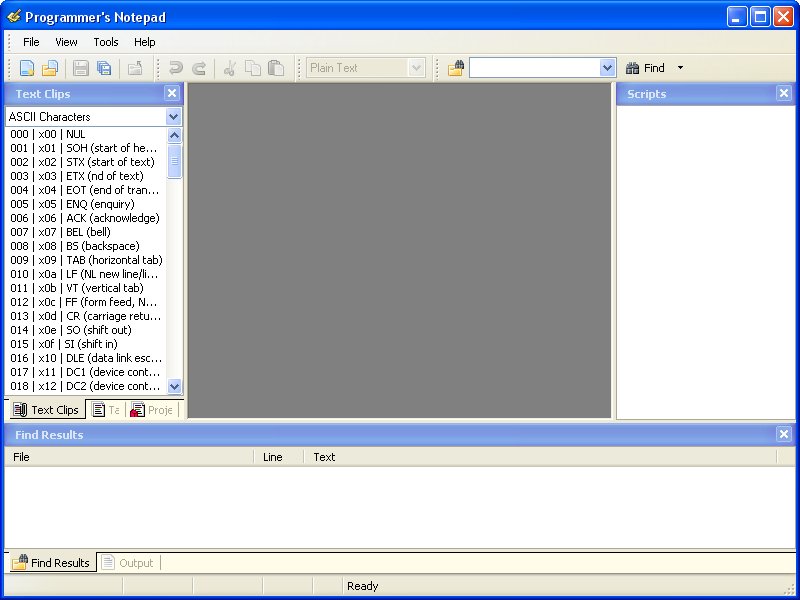 Programmer's Notepad
File View Tools Help
Plain Text Find
Text Clips
Scripts
ASCII Characters
000 | x00 | NUL
001 | x01 | SOH (start of he...
002 | x02 | STX (start of text)
003 | x03 | ETX (nd of text)
004 | x04 | EOT (end of tran...
005 | x05 | ENQ (enquiry)
006 | x06 | ACK (acknowledge)
007 | x07 | BEL (bell)
008 | x08 | BS (backspace)
009 | x09 | TAB (horizontal tab)
010 | x0a | LF (NL new line/li...
011 | x0b | VT (vertical tab)
012 | x0c | FF (form feed, N...
013 | x0d | CR (carriage retu...
014 | x0e | SO (shift out)
015 | x0f | SI (shift in)
016 | x10 | DLE (data link esc...
017 | x11 | DC1 (device cont...
018 | x12 | DC2 (device cont...
Text Clips Ta Proje
Find Results
File Line Text
Find Results Output
Ready